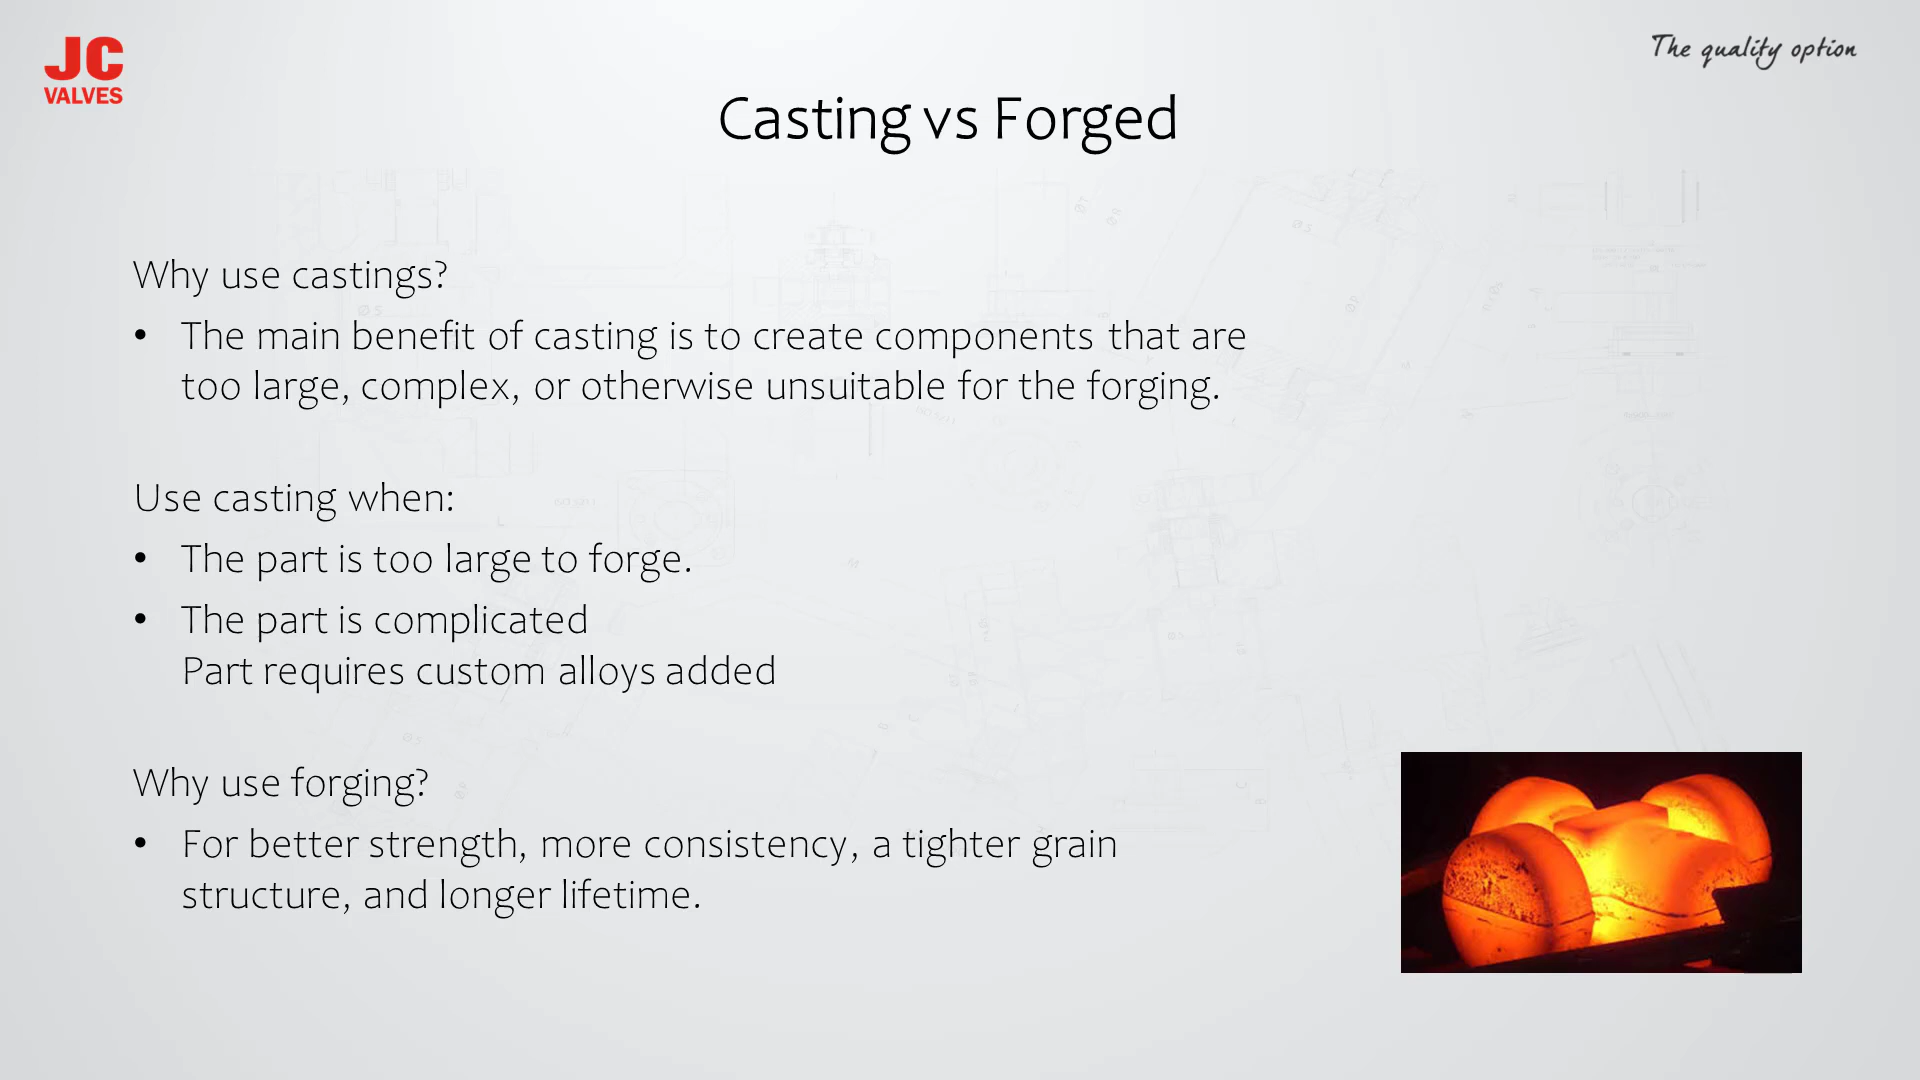 JC
VALVES
The quality option
Casting vs Forged
Why use castings?
• The main benefit of casting is to create components that are
too large, complex, or otherwise unsuitable for the forging.
Use casting when:
• The part is too large to forge.
• The part is complicated
Part requires custom alloys added
Why use forging?
• For better strength, more consistency, a tighter grain
structure, and longer lifetime.